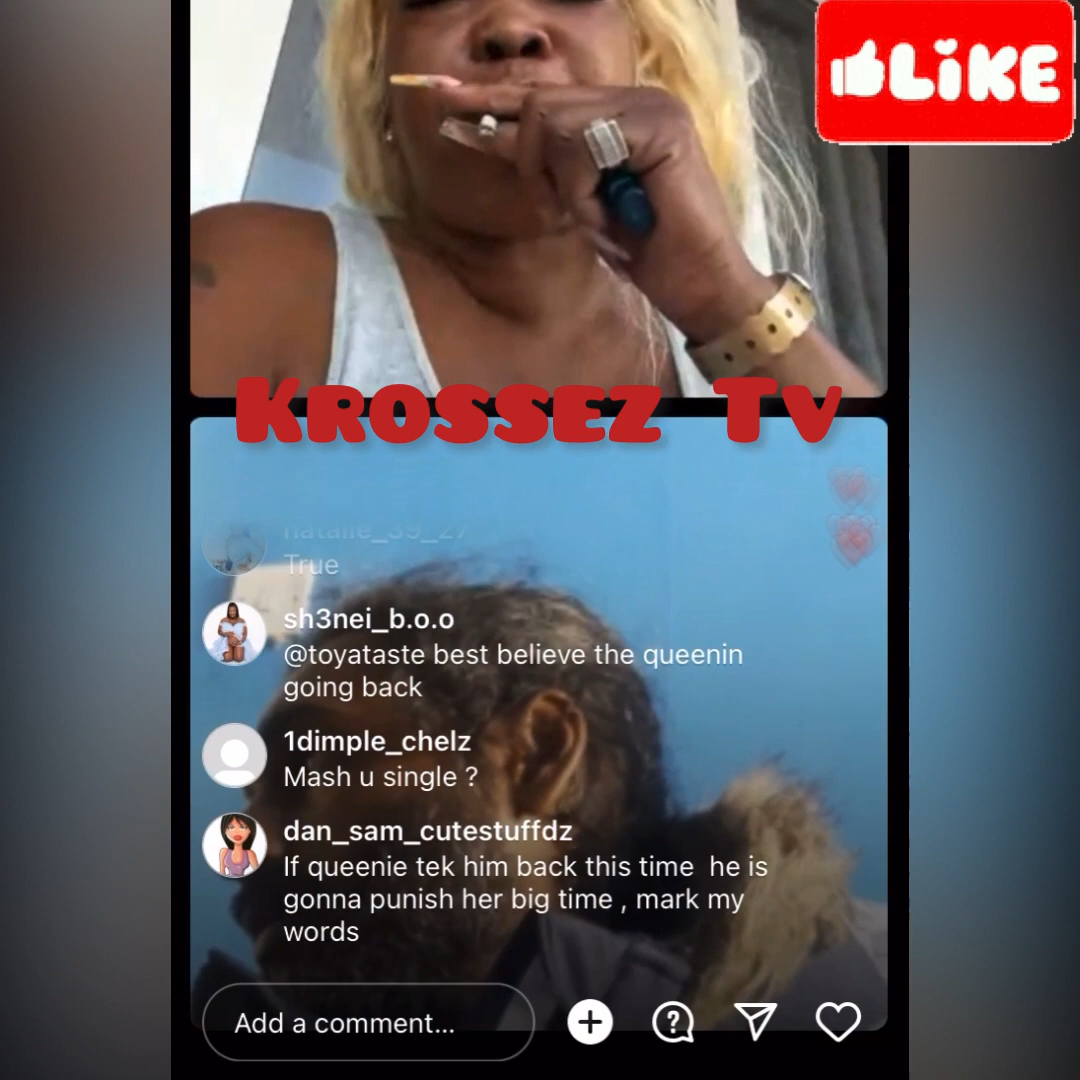 LiKE
KROSSEZ TV
natalie_39_27
True
sh3nei_b.o.o
@toyataste best believe the queenin
going back
1dimple_chelz
Mash u single ?
dan_sam_cutestuffdz
If queenie tek him back this time he is
gonna punish her big time , mark my
words
Add a comment...